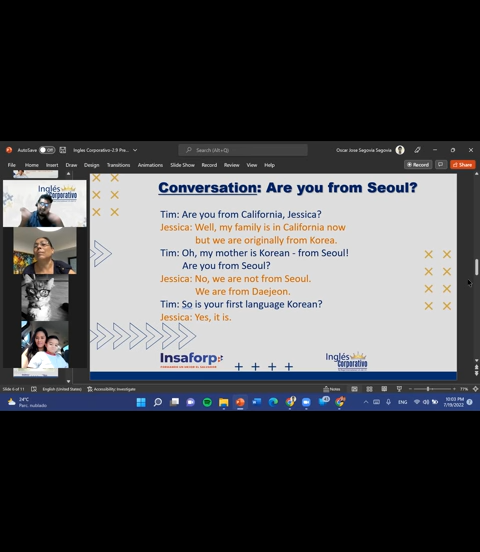 AutoSave Off
Inglés Corporativo-2.9 Pre...
Search (Alt+Q)
Oscar Jose Segovia Segovia
File Home Insert Draw Design Transitions Animations Slide Show Record Review View Help
Record
Share
Inglés
Corporativo
Conversation: Are you from Seoul?
Tim: Are you from California, Jessica?
Jessica: Well, my family is in California now
but we are originally from Korea.
Tim: Oh, my mother is Korean - from Seoul!
Are you from Seoul?
Jessica: No, we are not from Seoul.
We are from Daejeon.
Tim: So is your first language Korean?
Jessica: Yes, it is.
Insaforp
Inglés
Corporativo
Slide 5 of 11
English (United States)
Accessibility: Investigate
Notes
77%
24°C
Parc. nublado
ENG
10:03 PM
7/19/2022